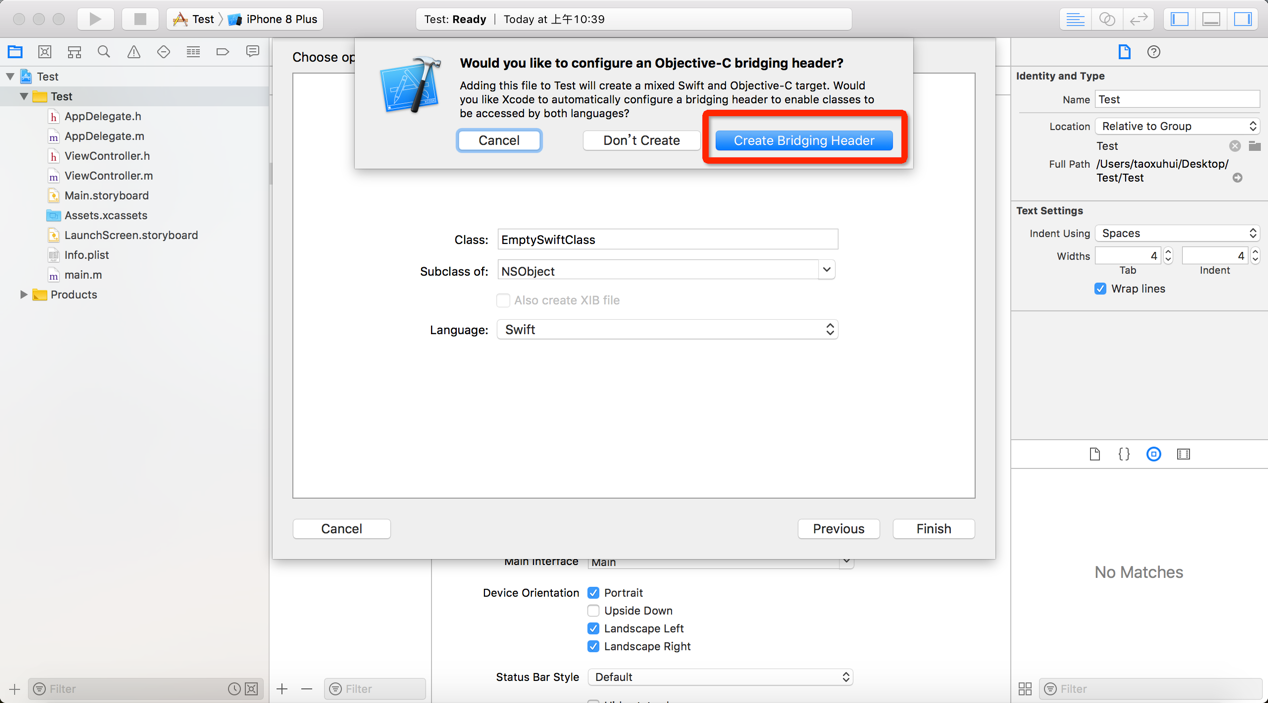 Test
iPhone 8 Plus
Test: Ready | Today at 上午10:39
Test
Test
AppDelegate.h
AppDelegate.m
ViewController.h
ViewController.m
Main.storyboard
Assets.xcassets
LaunchScreen.storyboard
Info.plist
main.m
Products
Filter
Choose op
Would you like to configure an Objective-C bridging header?
Adding this file to Test will create a mixed Swift and Objective-C target. Would
you like Xcode to automatically configure a bridging header to enable classes to
be accessed by both languages?
Cancel
Don't Create
Create Bridging Header
Class: EmptySwiftClass
Subclass of: NSObject
Also create XIB file
Language: Swift
Cancel
Previous
Finish
Main Interface Main
Device Orientation Portrait
Upside Down
Landscape Left
Landscape Right
Status Bar Style Default
Filter
Identity and Type
Name Test
Location Relative to Group
Test
Full Path /Users/taoxuhui/Desktop/
Test/Test
Text Settings
Indent Using Spaces
Widths 4 4
Tab Indent
Wrap lines
No Matches
Filter